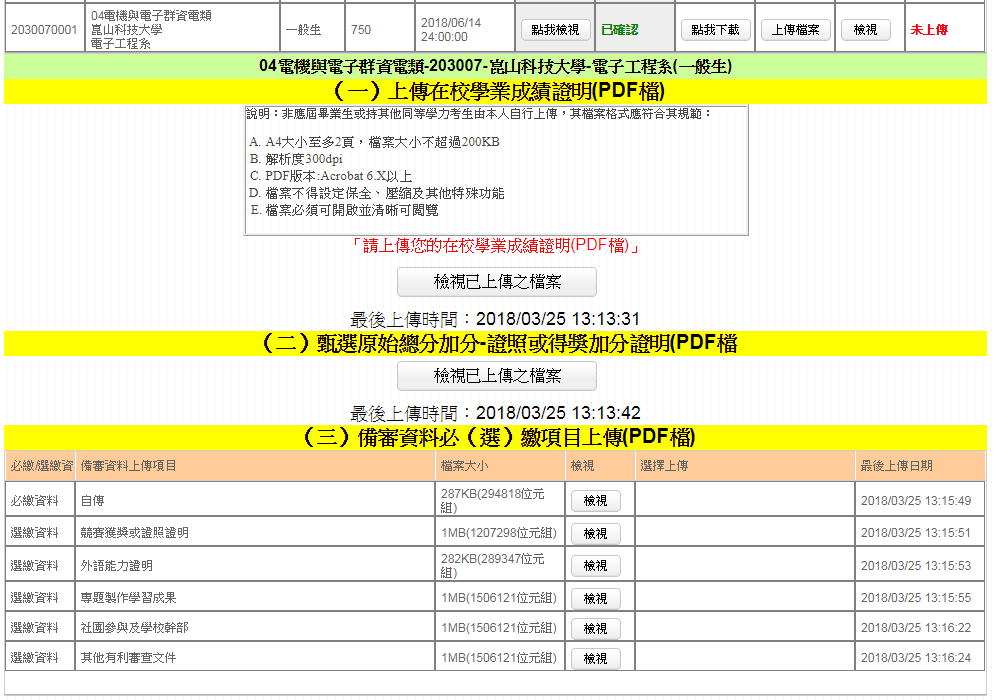 2030070001
04電機與電子群資電類
崑山科技大學
電子工程系
一般生
750
2018/06/14
24:00:00
點我檢視
已確認
點我下載
上傳檔案
檢視
未上傳
04電機與電子群資電類-203007-崑山科技大學-電子工程系(一般生)
（一）上傳在校學業成績證明(PDF檔)
說明：非應屆畢業生或持其他同等學力考生由本人自行上傳，其檔案格式應符合其規範：
A. A4大小至多2頁，檔案大小不超過200KB
B. 解析度300dpi
C. PDF版本:Acrobat 6.X以上
D. 檔案不得設定保全、壓縮及其他特殊功能
E. 檔案必須可開啟並清晰可閱覽
「請上傳您的在校學業成績證明(PDF檔)」
檢視已上傳之檔案
最後上傳時間：2018/03/25 13:13:31
（二）甄選原始總分加分-證照或得獎加分證明(PDF檔
檢視已上傳之檔案
最後上傳時間：2018/03/25 13:13:42
（三）備審資料必（選）繳項目上傳(PDF檔)
必繳/選繳資 備審資料上傳項目 檔案大小 檢視 選擇上傳 最後上傳日期
必繳資料 自傳 287KB(294818位元
組) 檢視 2018/03/25 13:15:49
選繳資料 競賽獲獎或證照證明 1MB(1207298位元組) 檢視 2018/03/25 13:15:51
選繳資料 外語能力證明 282KB(289347位元
組) 檢視 2018/03/25 13:15:53
選繳資料 專題製作學習成果 1MB(1506121位元組) 檢視 2018/03/25 13:15:55
選繳資料 社團參與及學校幹部 1MB(1506121位元組) 檢視 2018/03/25 13:16:22
選繳資料 其他有利審查文件 1MB(1506121位元組) 檢視 2018/03/25 13:16:24